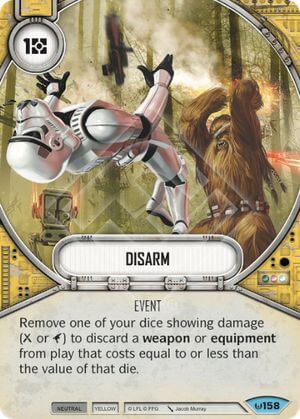 1
DISARM
EVENT
Remove one of your dice showing damage
( or ) to discard a weapon or equipment
from play that costs equal to or less than
the value of that die.
NEUTRAL YELLOW © LFL © FFG Jacob Murray 158